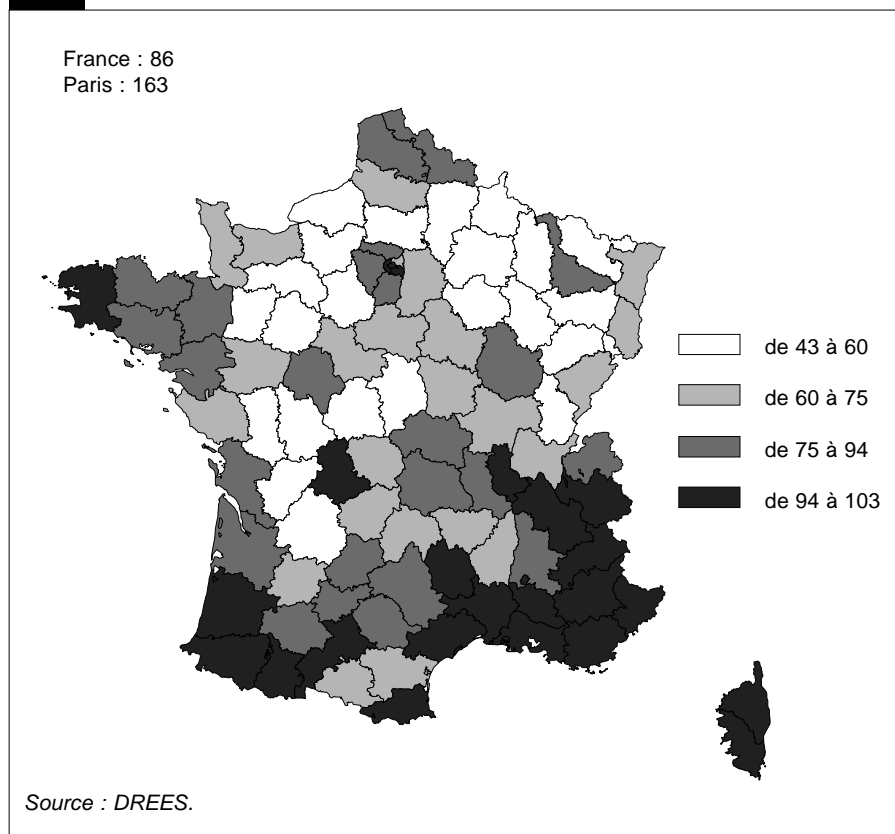 France : 86
Paris : 163
de 43 à 60
de 60 à 75
de 75 à 94
de 94 à 103
Source : DREES.